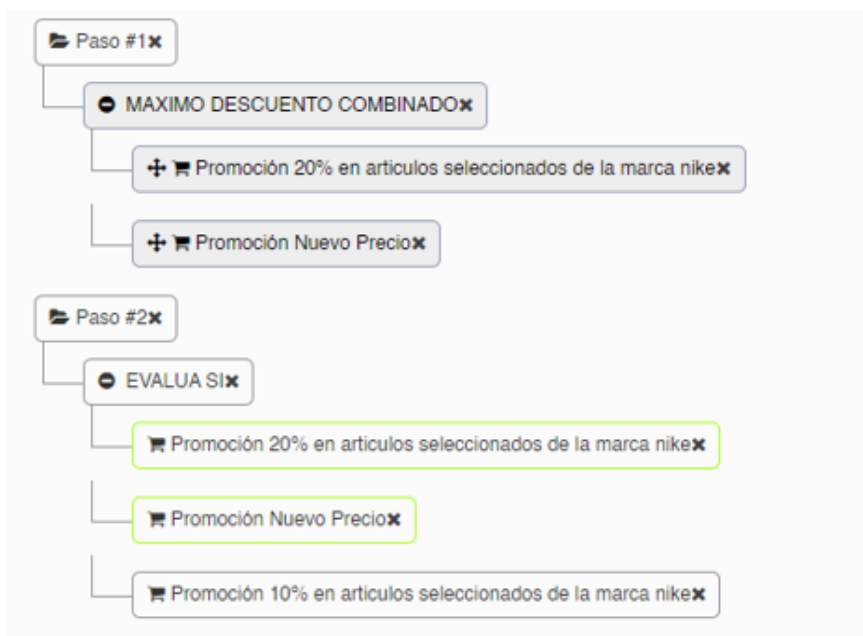 Paso #1
MAXIMO DESCUENTO COMBINADO
Promoción 20% en articulos seleccionados de la marca nike
Promoción Nuevo Precio
Paso #2
EVALUA SI
Promoción 20% en articulos seleccionados de la marca nike
Promoción Nuevo Precio
Promoción 10% en articulos seleccionados de la marca nike